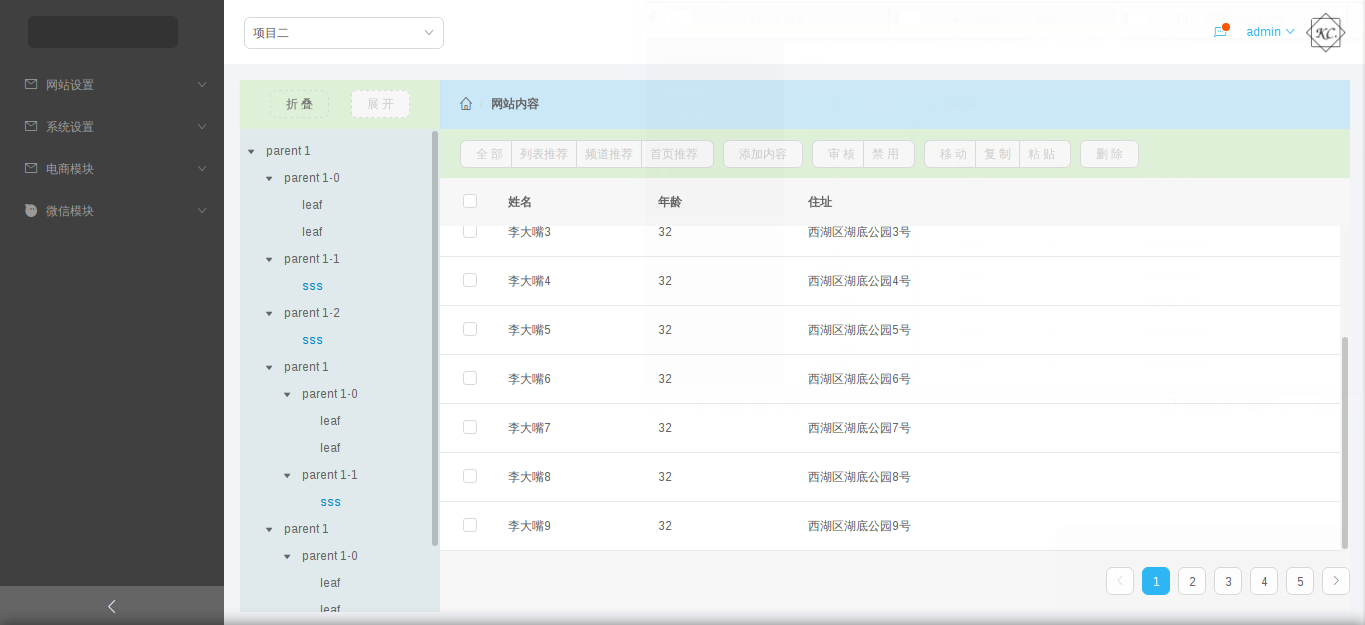 项目二
admin
KC.
网站设置
系统设置
电商模块
微信模块
折 叠 展 开
网站内容
parent 1
parent 1-0
leaf
leaf
parent 1-1
sss
parent 1-2
sss
parent 1
parent 1-0
leaf
leaf
parent 1-1
sss
parent 1
parent 1-0
leaf
leaf
全 部 列表推荐 频道推荐 首页推荐 添加内容 审 核 禁 用 移 动 复 制 粘 贴 删 除
姓名 年龄 住址
李大嘴3 32 西湖区湖底公园3号
李大嘴4 32 西湖区湖底公园4号
李大嘴5 32 西湖区湖底公园5号
李大嘴6 32 西湖区湖底公园6号
李大嘴7 32 西湖区湖底公园7号
李大嘴8 32 西湖区湖底公园8号
李大嘴9 32 西湖区湖底公园9号
1 2 3 4 5